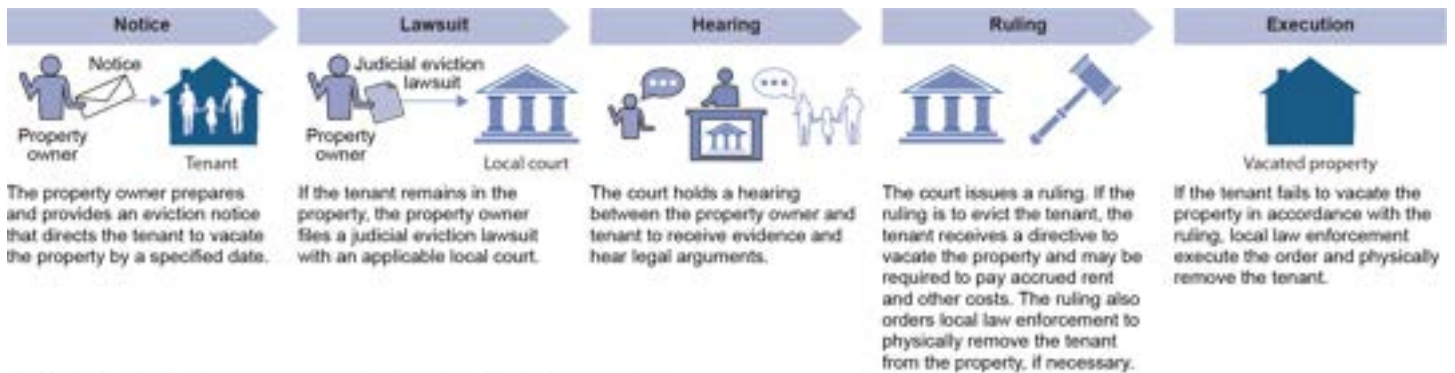 Notice
Notice
Property
owner
Tenant
The property owner prepares
and provides an eviction notice
that directs the tenant to vacate
the property by a specified date.
Lawsuit
Judicial eviction
lawsuit
Property
owner
Local court
If the tenant remains in the
property, the property owner
files a judicial eviction lawsuit
with an applicable local court.
Hearing
The court holds a hearing
between the property owner and
tenant to receive evidence and
hear legal arguments.
Ruling
The court issues a ruling. If the
ruling is to evict the tenant, the
tenant receives a directive to
vacate the property and may be
required to pay accrued rent
and other costs. The ruling also
orders local law enforcement to
physically remove the tenant
from the property, if necessary.
Execution
Vacated property
If the tenant fails to vacate the
property in accordance with the
ruling, local law enforcement
execute the order and physically
remove the tenant.